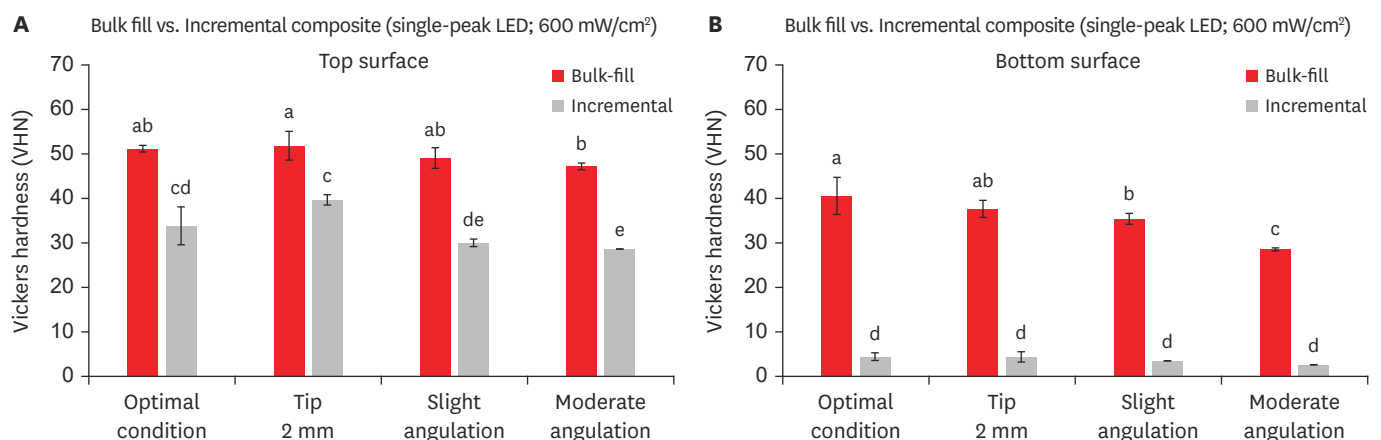 A Bulk fill vs. Incremental composite (single-peak LED; 600 mW/cm²)
Top surface
Bulk-fill
Incremental
Vickers hardness (VHN)
70
60
50
40
30
20
10
0
ab
cd
a
c
ab
de
b
e
Optimal condition
Tip 2 mm
Slight angulation
Moderate angulation
B Bulk fill vs. Incremental composite (single-peak LED; 600 mW/cm²)
Bottom surface
Bulk-fill
Incremental
Vickers hardness (VHN)
70
60
50
40
30
20
10
0
a
d
ab
d
b
d
c
d
Optimal condition
Tip 2 mm
Slight angulation
Moderate angulation